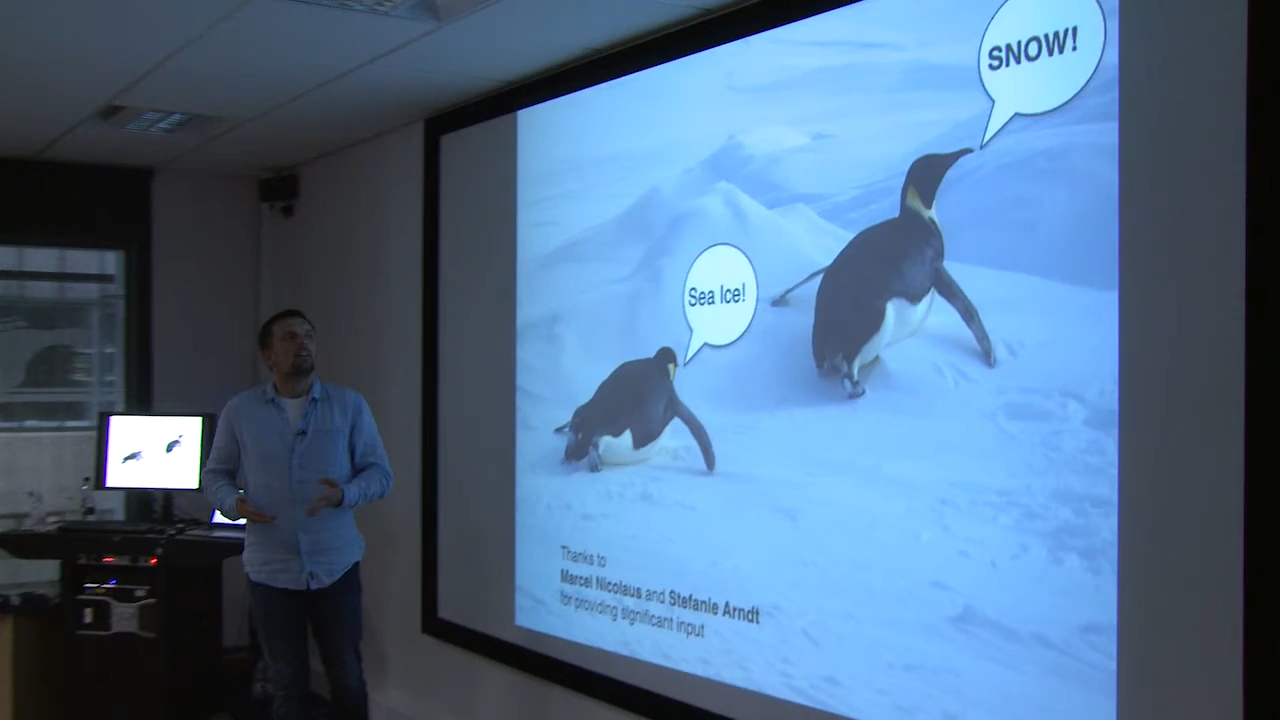 SNOW!
Sea Ice!
Thanks to
Marcel Nicolaus and Stefanie Arndt
for providing significant input